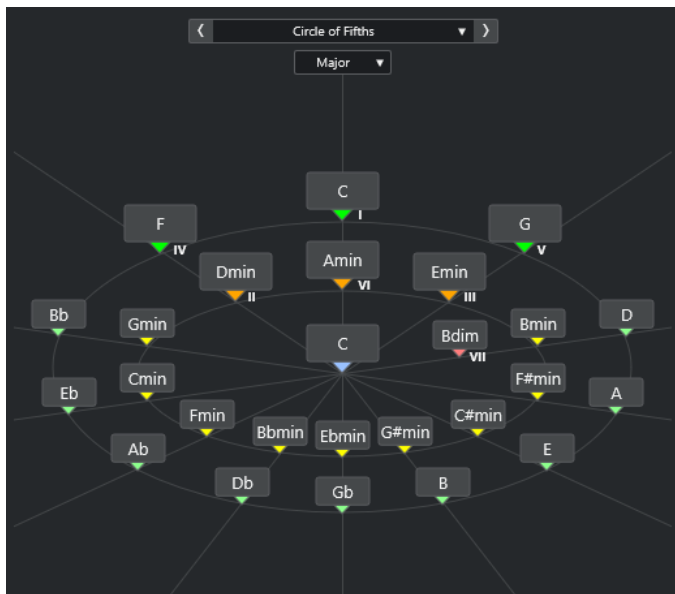 Circle of Fifths
Major
C
I
F
IV
G
V
Amin
VI
Dmin
II
Emin
III
Bb
Gmin
C
Bdim
VII
Bmin
D
Eb
Cmin
F#min
A
Fmin
Bbmin
Ebmin
G#min
C#min
Ab
E
Db
Gb
B